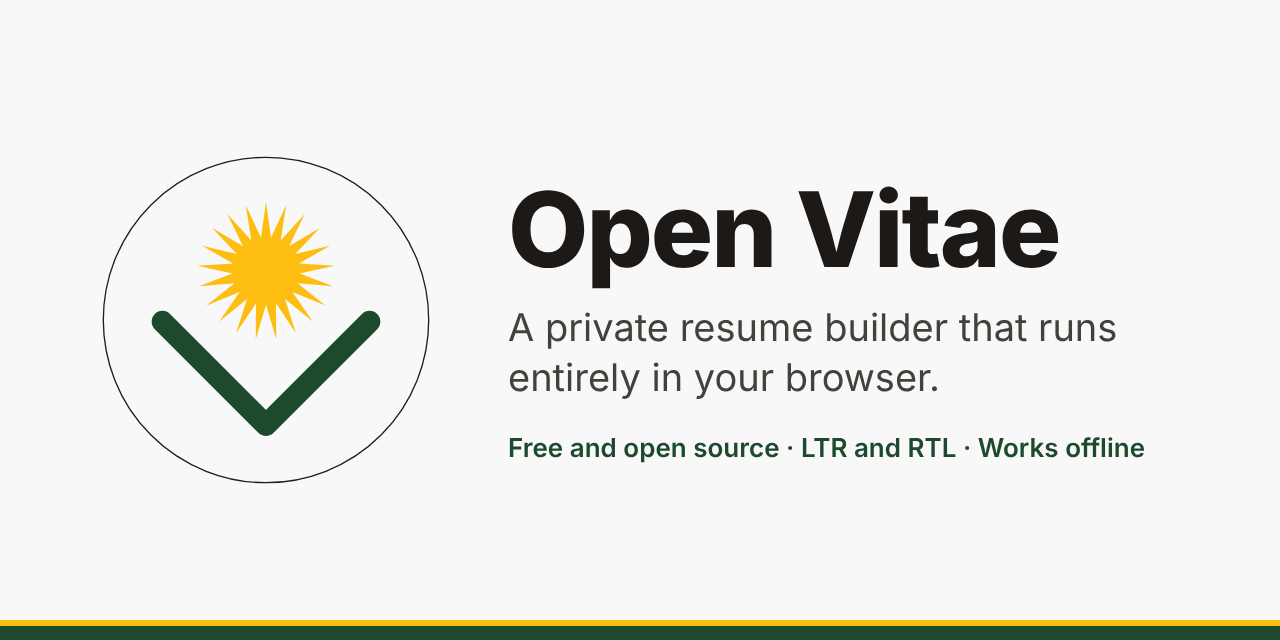 Open Vitae
A private resume builder that runs
entirely in your browser.
Free and open source · LTR and RTL · Works offline